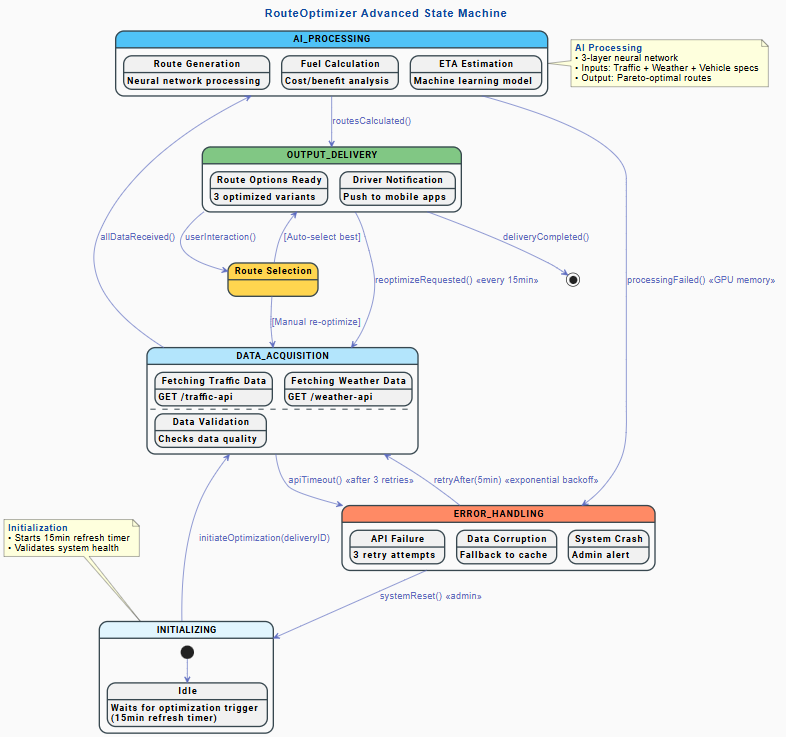 RouteOptimizer Advanced State Machine
AI_PROCESSING
Route Generation
Neural network processing
Fuel Calculation
Cost/benefit analysis
ETA Estimation
Machine learning model
AI Processing
• 3-layer neural network
• Inputs: Traffic + Weather + Vehicle specs
• Output: Pareto-optimal routes
routesCalculated()
OUTPUT_DELIVERY
Route Options Ready
3 optimized variants
Driver Notification
Push to mobile apps
allDataReceived()
userInteraction()
[Auto-select best]
deliveryCompleted()
Route Selection
reoptimizeRequested() «every 15min»
processingFailed() «GPU memory»
[Manual re-optimize]
DATA_ACQUISITION
Fetching Traffic Data
GET /traffic-api
Fetching Weather Data
GET /weather-api
Data Validation
Checks data quality
apiTimeout() «after 3 retries»
retryAfter(5min) «exponential backoff»
ERROR_HANDLING
API Failure
3 retry attempts
Data Corruption
Fallback to cache
System Crash
Admin alert
Initialization
• Starts 15min refresh timer
• Validates system health
initiateOptimization(deliveryID)
systemReset() «admin»
INITIALIZING
Idle
Waits for optimization trigger
(15min refresh timer)